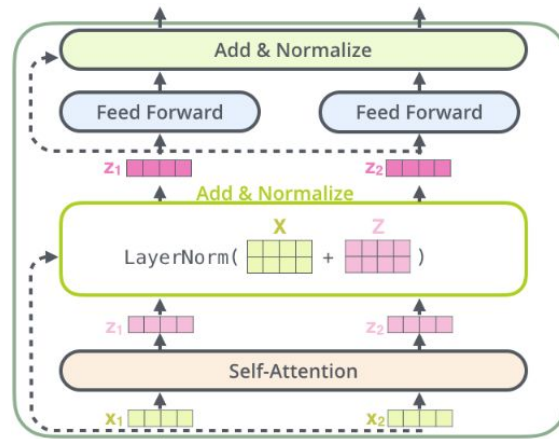 Add & Normalize
Feed Forward Feed Forward
z1 z2
Add & Normalize
X Z
LayerNorm( + )
z1 z2
Self-Attention
x1 x2